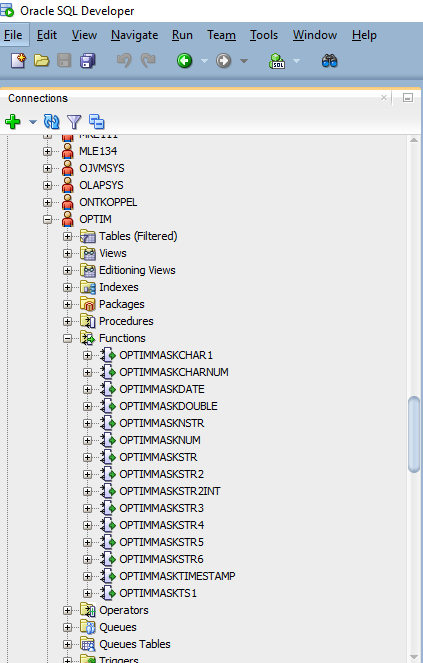 Oracle SQL Developer
File Edit View Navigate Run Team Tools Window Help
SQL
Connections
MRE111
MLE134
OJVMSYS
OLAPSYS
ONTKOPPEL
OPTIM
Tables (Filtered)
Views
Editioning Views
Indexes
Packages
Procedures
Functions
OPTIMMASKCHAR1
OPTIMMASKCHARNUM
OPTIMMASKDATE
OPTIMMASKDOUBLE
OPTIMMASKNSTR
OPTIMMASKNUM
OPTIMMASKSTR
OPTIMMASKSTR2
OPTIMMASKSTR2INT
OPTIMMASKSTR3
OPTIMMASKSTR4
OPTIMMASKSTR5
OPTIMMASKSTR6
OPTIMMASKTIMESTAMP
OPTIMMASKTS1
Operators
Queues
Queues Tables
Triggers